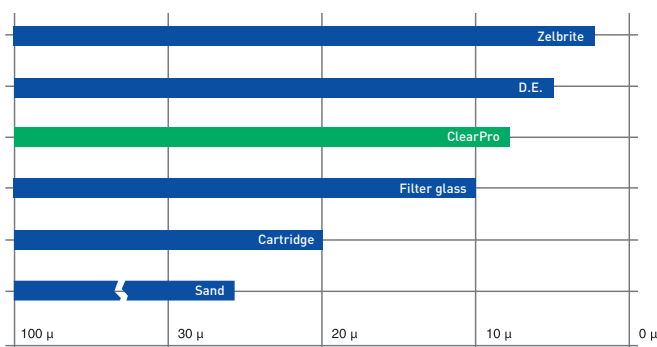 Zelbrite
D.E.
ClearPro
Filter glass
Cartridge
Sand
100 µ 30 µ 20 µ 10 µ 0 µ